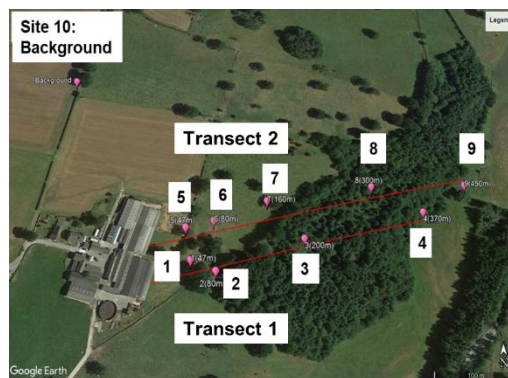 Site 10:
Background
Legend
Background
Transect 2
8
9
7
8(300m)
9(450m)
5
6
7(160m)
5(47m)
6(80m)
4(370m)
3(200m)
1
1(47m)
3
4
2(80m)
2
Transect 1
Google Earth
100 m
N